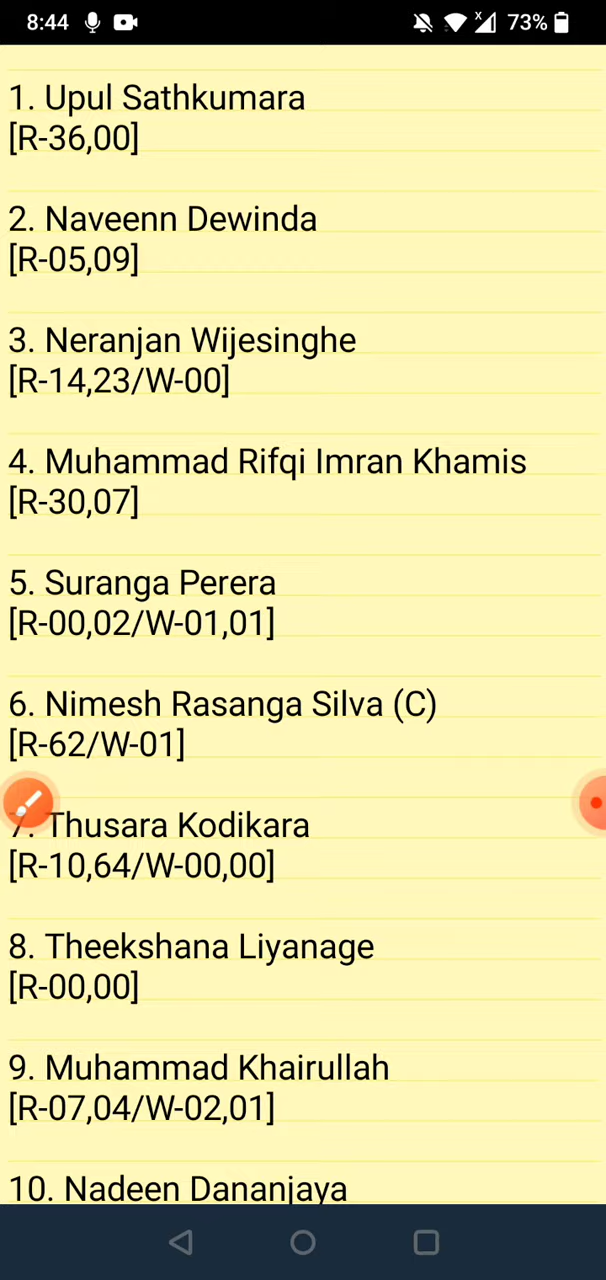 8:44
73%
1. Upul Sathkumara
[R-36,00]
2. Naveenn Dewinda
[R-05,09]
3. Neranjan Wijesinghe
[R-14,23/W-00]
4. Muhammad Rifqi Imran Khamis
[R-30,07]
5. Suranga Perera
[R-00,02/W-01,01]
6. Nimesh Rasanga Silva (C)
[R-62/W-01]
7. Thusara Kodikara
[R-10,64/W-00,00]
8. Theekshana Liyanage
[R-00,00]
9. Muhammad Khairullah
[R-07,04/W-02,01]
10. Nadeen Dananjaya